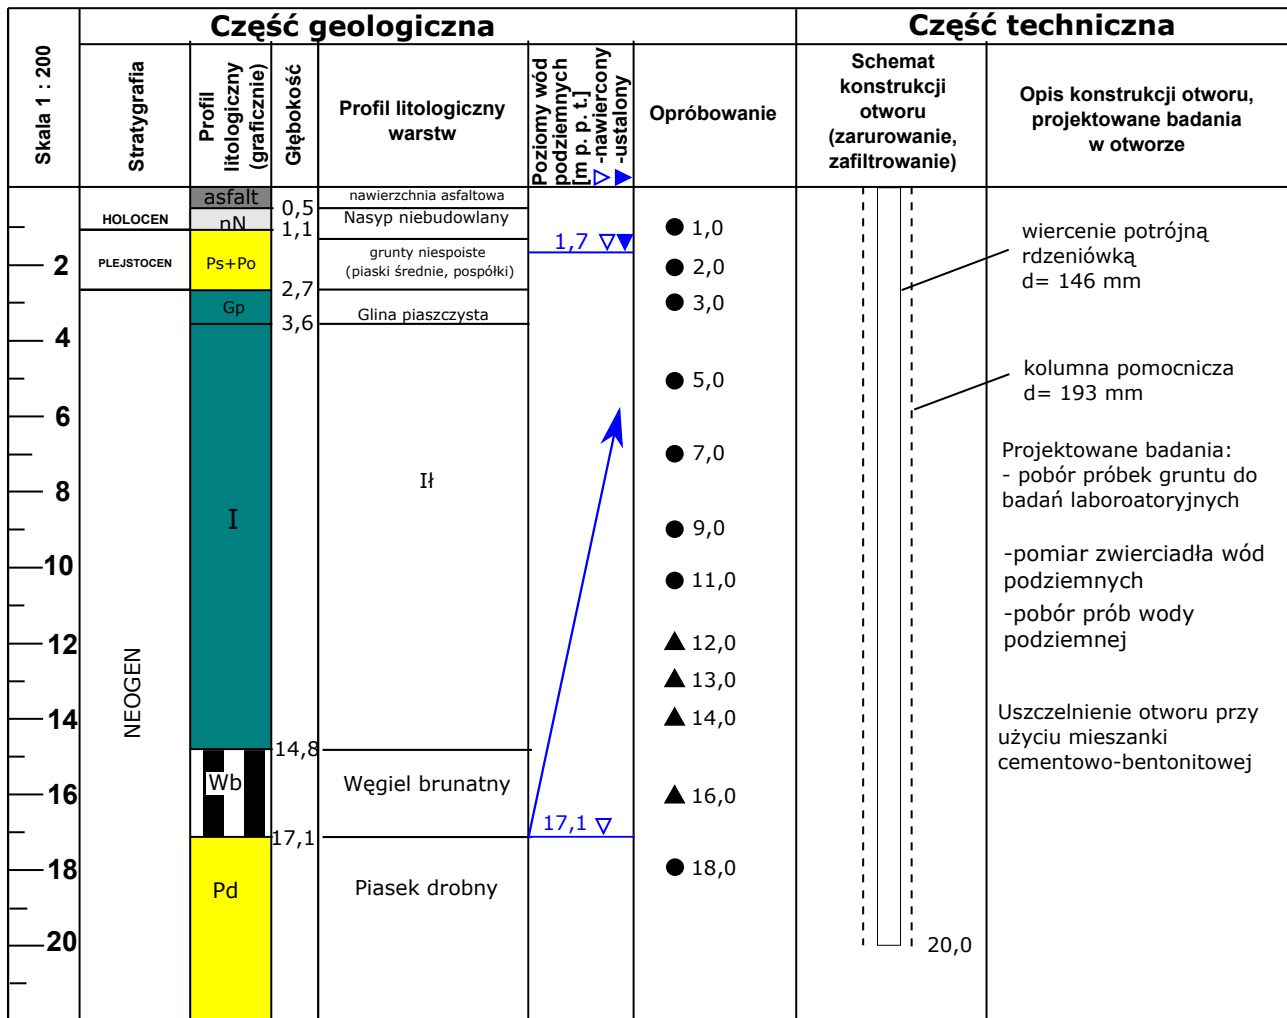 Część geologiczna
Część techniczna
Skala 1 : 200
Stratygrafia
Profil
litologiczny
(graficznie)
Głębokość
Profil litologiczny
warstw
Poziomy wód
podziemnych
[m p. p. t.]
-nawiercony
-ustalony
Opróbowanie
Schemat
konstrukcji
otworu
(zarurowanie,
zafiltrowanie)
Opis konstrukcji otworu,
projektowane badania
w otworze
2
4
6
8
10
12
14
16
18
20
HOLOCEN
PLEJSTOCEN
NEOGEN
asfalt
nN
Ps+Po
Gp
I
Wb
Pd
0,5
1,1
2,7
3,6
14,8
17,1
nawierzchnia asfaltowa
Nasyp niebudowlany
grunty niespoiste
(piaski średnie, pospółki)
Glina piaszczysta
Ił
Węgiel brunatny
Piasek drobny
1,7
17,1
1,0
2,0
3,0
5,0
7,0
9,0
11,0
12,0
13,0
14,0
16,0
18,0
20,0
wiercenie potrójną
rdzeniówką
d= 146 mm
kolumna pomocnicza
d= 193 mm
Projektowane badania:
- pobór próbek gruntu do
badań laboroatoryjnych
-pomiar zwierciadła wód
podziemnych
-pobór prób wody
podziemnej
Uszczelnienie otworu przy
użyciu mieszanki
cementowo-bentonitowej